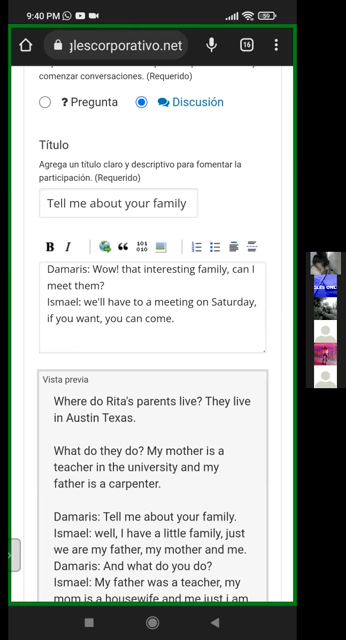 9:40 PM
59
glescorporativo.net
16
comenzar conversaciones. (Requerido)
? Pregunta
Discusión
Título
Agrega un título claro y descriptivo para fomentar la
participación. (Requerido)
Tell me about your family
B I
101
010
Damaris: Wow! that interesting family, can I
meet them?
Ismael: we'll have to a meeting on Saturday,
if you want, you can come.
Vista previa
Where do Rita's parents live? They live
in Austin Texas.
What do they do? My mother is a
teacher in the university and my
father is a carpenter.
Damaris: Tell me about your family.
Ismael: well, I have a little family, just
we are my father, my mother and me.
Damaris: And what do you do?
Ismael: My father was a teacher, my
mom is a housewife and me just i am